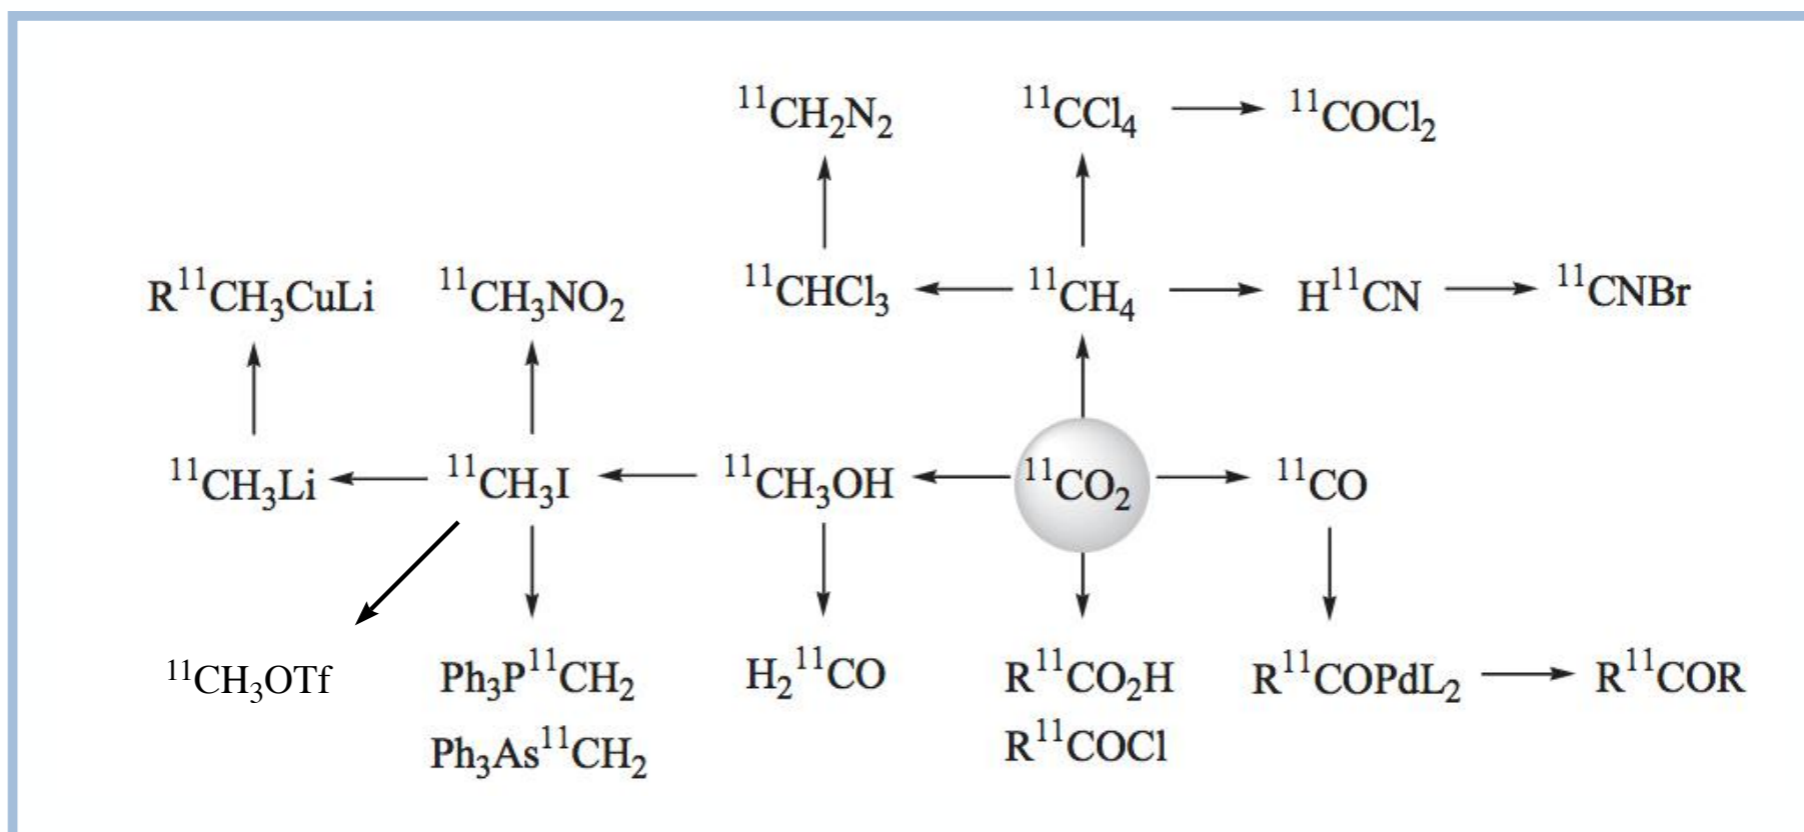 ¹¹CH₂N₂ ¹¹CCl₄ ¹¹COCl₂
R¹¹CH₃CuLi ¹¹CH₃NO₂ ¹¹CHCl₃ ¹¹CH₄ H¹¹CN ¹¹CNBr
¹¹CH₃Li ¹¹CH₃I ¹¹CH₃OH ¹¹CO₂ ¹¹CO
¹¹CH₃OTf Ph₃P¹¹CH₂ H₂¹¹CO R¹¹CO₂H R¹¹COPdL₂ R¹¹COR
Ph₃As¹¹CH₂ R¹¹COCl